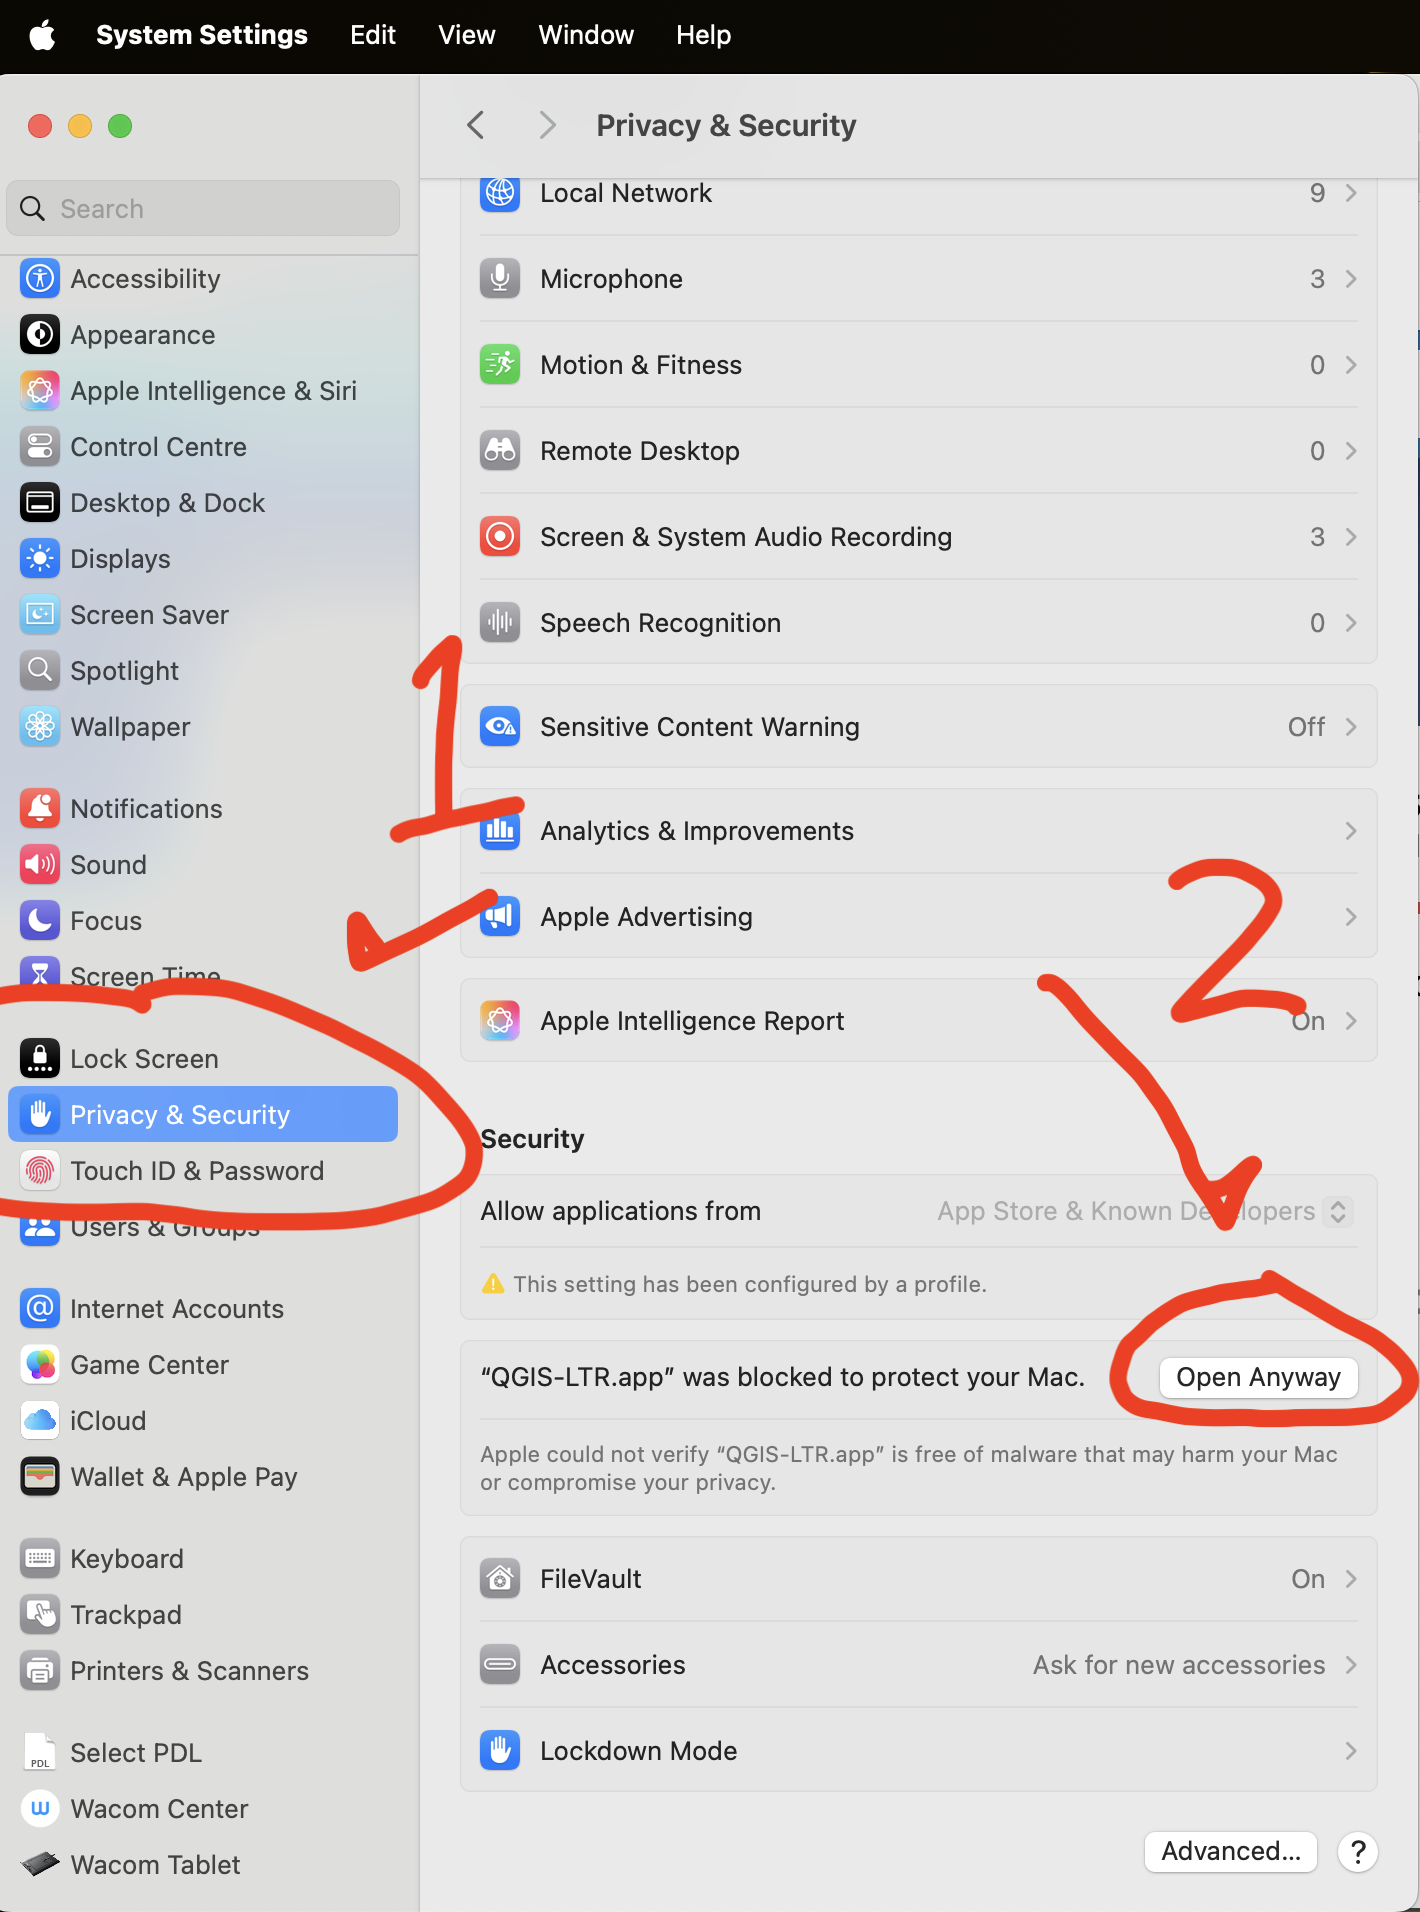 System Settings Edit View Window Help
Privacy & Security
Search
Accessibility
Appearance
Apple Intelligence & Siri
Control Centre
Desktop & Dock
Displays
Screen Saver
Spotlight
Wallpaper
Notifications
Sound
Focus
Screen Time
Lock Screen
Privacy & Security
Touch ID & Password
Users & Groups
Internet Accounts
Game Center
iCloud
Wallet & Apple Pay
Keyboard
Trackpad
Printers & Scanners
PDL
Select PDL
Wacom Center
Wacom Tablet
Local Network 9
Microphone 3
Motion & Fitness 0
Remote Desktop 0
Screen & System Audio Recording 3
Speech Recognition 0
1
Sensitive Content Warning Off
Analytics & Improvements
Apple Advertising
2
Apple Intelligence Report On
Security
Allow applications from App Store & Known Developers
This setting has been configured by a profile.
“QGIS-LTR.app” was blocked to protect your Mac. Open Anyway
Apple could not verify “QGIS-LTR.app” is free of malware that may harm your Mac
or compromise your privacy.
FileVault On
Accessories Ask for new accessories
Lockdown Mode
Advanced... ?